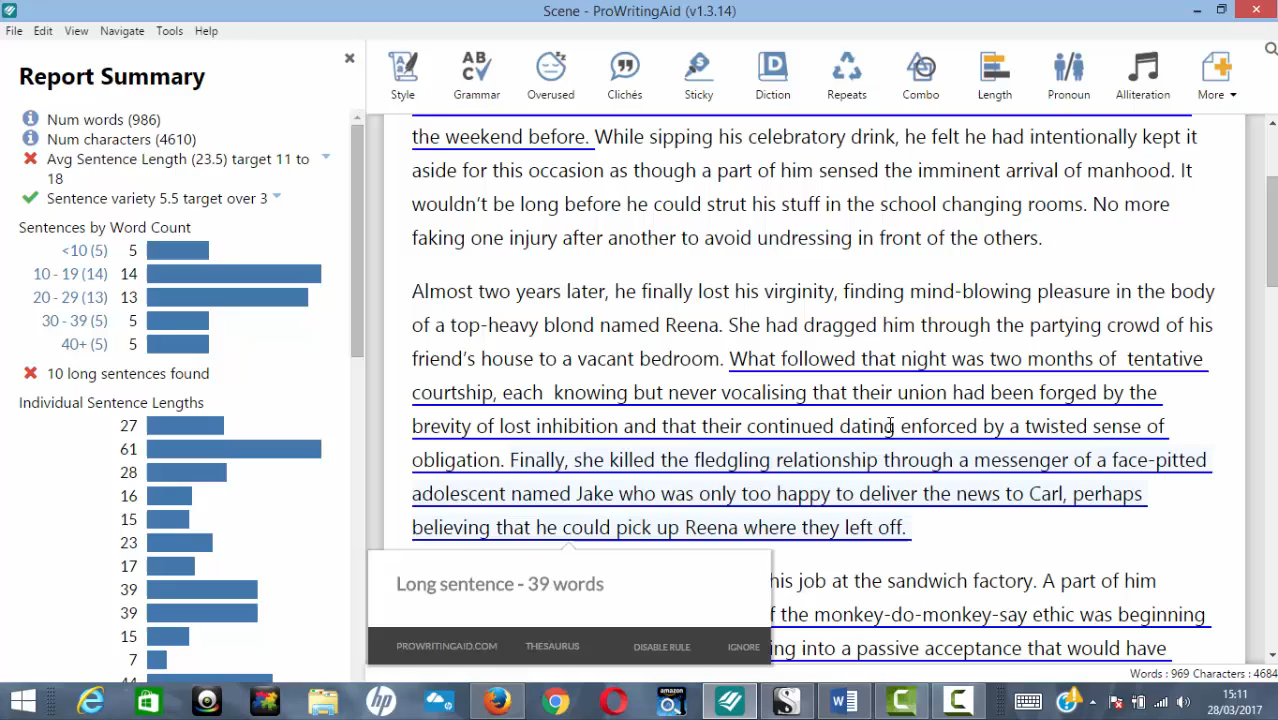 Scene - ProWritingAid (v1.3.14)
File Edit View Navigate Tools Help
Report Summary
Num words (986)
Num characters (4610)
Avg Sentence Length (23.5) target 11 to
18
Sentence variety 5.5 target over 3
Sentences by Word Count
<10 (5) 5
10 - 19 (14) 14
20 - 29 (13) 13
30 - 39 (5) 5
40+ (5) 5
10 long sentences found
Individual Sentence Lengths
27
61
28
16
15
23
17
39
39
15
7
44
Style
A B C
Grammar
Overused
Clichés
Sticky
Diction
Repeats
Combo
Length
Pronoun
Alliteration
More
the weekend before. While sipping his celebratory drink, he felt he had intentionally kept it
aside for this occasion as though a part of him sensed the imminent arrival of manhood. It
wouldn't be long before he could strut his stuff in the school changing rooms. No more
faking one injury after another to avoid undressing in front of the others.
Almost two years later, he finally lost his virginity, finding mind-blowing pleasure in the body
of a top-heavy blond named Reena. She had dragged him through the partying crowd of his
friend's house to a vacant bedroom. What followed that night was two months of  tentative
courtship, each  knowing but never vocalising that their union had been forged by the
brevity of lost inhibition and that their continued dating enforced by a twisted sense of
obligation. Finally, she killed the fledgling relationship through a messenger of a face-pitted
adolescent named Jake who was only too happy to deliver the news to Carl, perhaps
believing that he could pick up Reena where they left off.
Long sentence - 39 words
PROWRITINGAID.COM THESAURUS DISABLE RULE IGNORE
his job at the sandwich factory. A part of him
f the monkey-do-monkey-say ethic was beginning
ing into a passive acceptance that would have
Words : 969 Characters : 4684
hp
amazon
15:11
28/03/2017